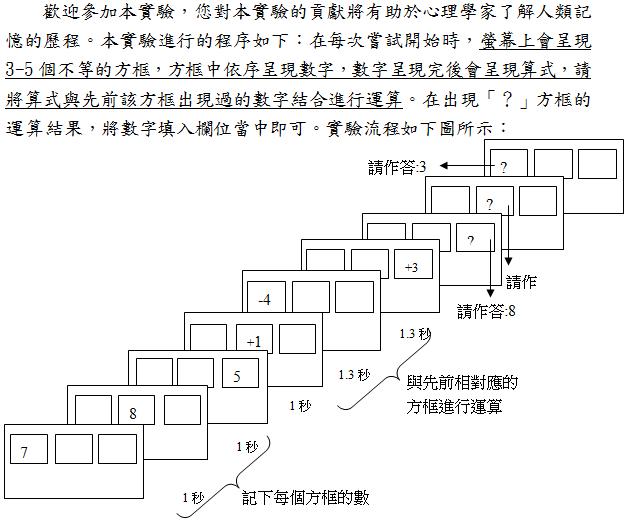 歡迎參加本實驗，您對本實驗的貢獻將有助於心理學家了解人類記
憶的歷程。本實驗進行的程序如下：在每次嘗試開始時，螢幕上會呈現
3-5 個不等的方框，方框中依序呈現數字，數字呈現完後會呈現算式，請
將算式與先前該方框出現過的數字結合進行運算。在出現「？」方框的
運算結果，將數字填入欄位當中即可。實驗流程如下圖所示：
請作答:3
?
?
?
請作
+3
請作答:8
-4
+1
1.3 秒
5
1.3 秒
與先前相對應的
方框進行運算
8
1 秒
7
1 秒
1 秒
記下每個方框的數